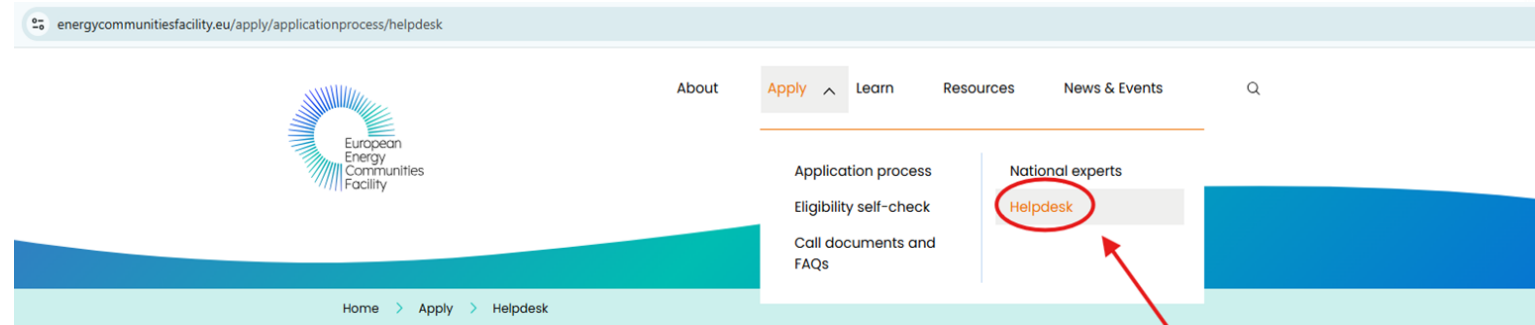 energycommunitiesfacility.eu/apply/applicationprocess/helpdesk
About Apply Learn Resources News & Events
European
Energy
Communities
Facility
Application process
Eligibility self-check
Call documents and
FAQs
National experts
Helpdesk
Home > Apply > Helpdesk